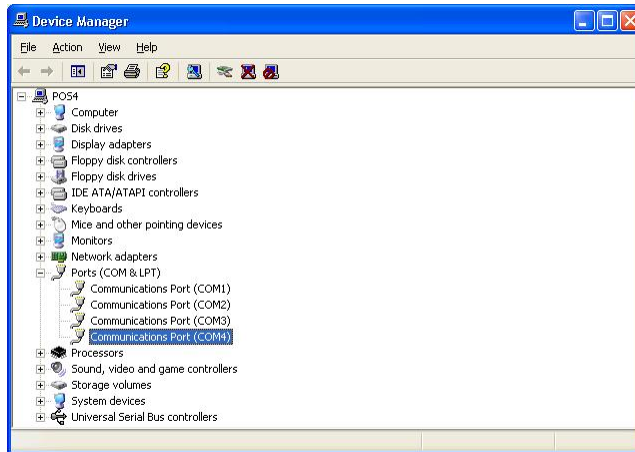 Device Manager
File Action View Help
POS4
Computer
Disk drives
Display adapters
Floppy disk controllers
Floppy disk drives
IDE ATA/ATAPI controllers
Keyboards
Mice and other pointing devices
Monitors
Network adapters
Ports (COM & LPT)
Communications Port (COM1)
Communications Port (COM2)
Communications Port (COM3)
Communications Port (COM4)
Processors
Sound, video and game controllers
Storage volumes
System devices
Universal Serial Bus controllers